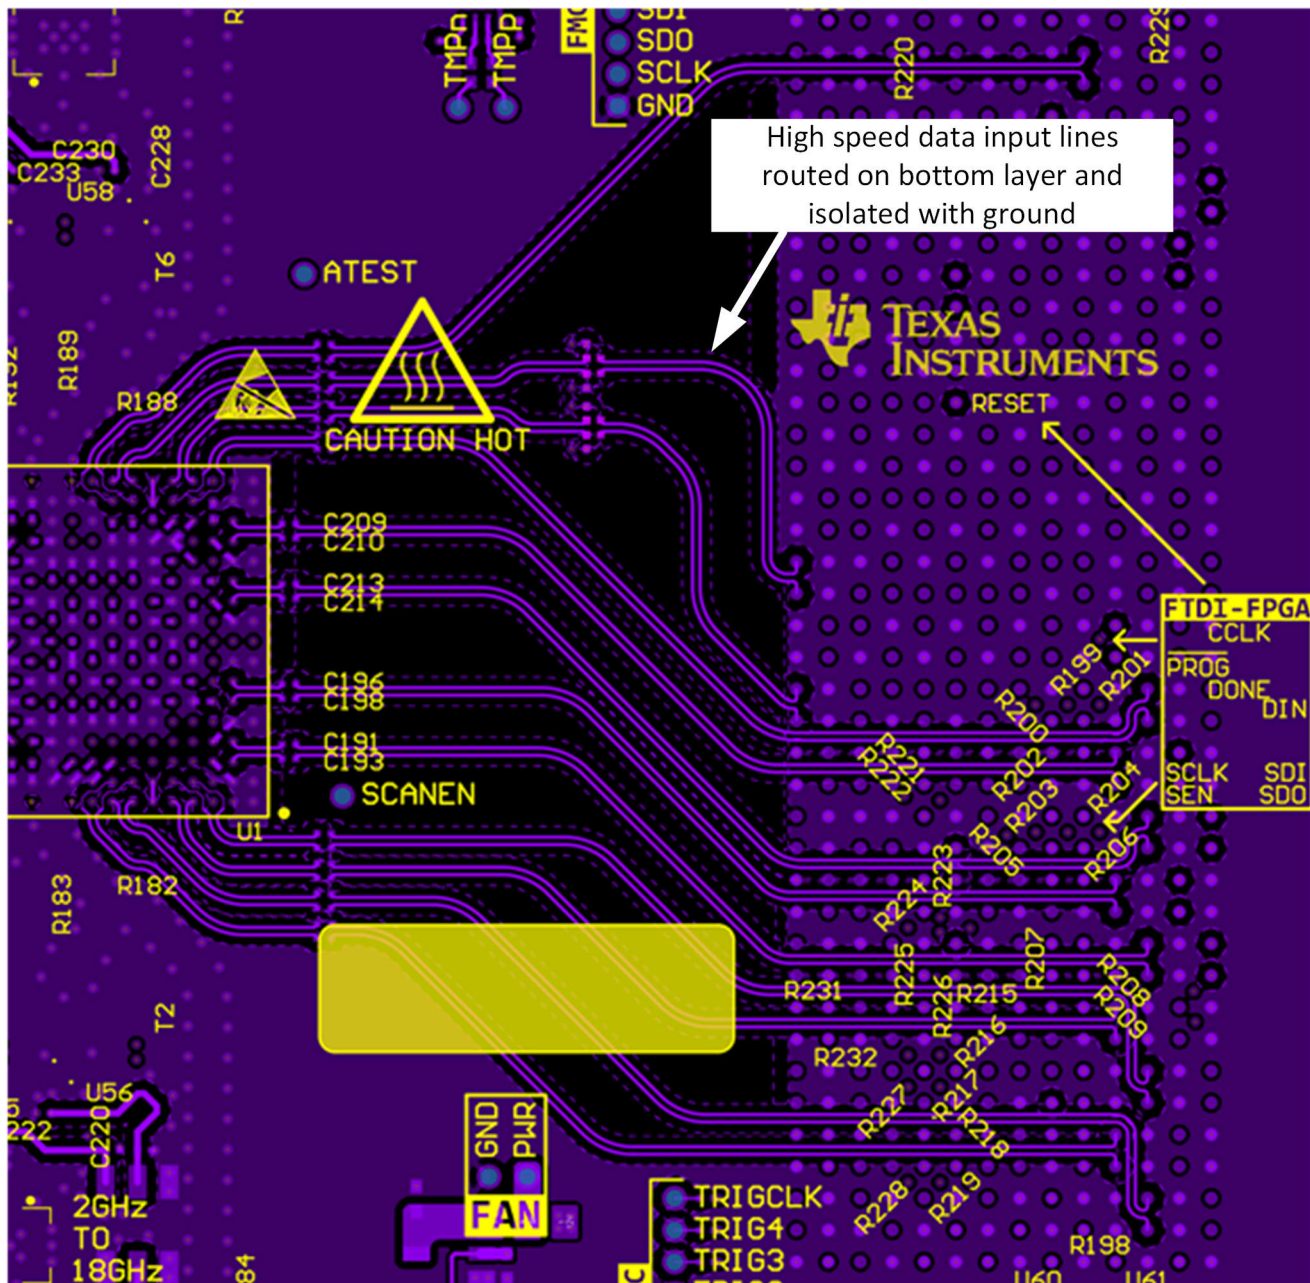 SDI
SDO
SCLK
GND
FMC
TMPn
TMPp
R220
R229
C230
C233
U58
C228
High speed data input lines
routed on bottom layer and
isolated with ground
T6
ATEST
TEXAS
INSTRUMENTS
R189
R188
RESET
CAUTION HOT
C209
C210
C213
C214
FTDI-FPGA
CCLK
PROG
DONE
DIN
SCLK SDI
SEN SDO
R199
R201
R200
C196
C198
C191
C193
R221
R222
R202
R203
R204
R205
R206
SCANEN
U1
R183
R182
R223
R224
R225
R226
R207
R208
R209
R231
R215
R216
R232
T2
U56
C220
R227
R217
R218
R228
R219
GND
PWR
FAN
2GHz
TO
18GHz
TRIGCLK
TRIG4
TRIG3
R198
U60
U61